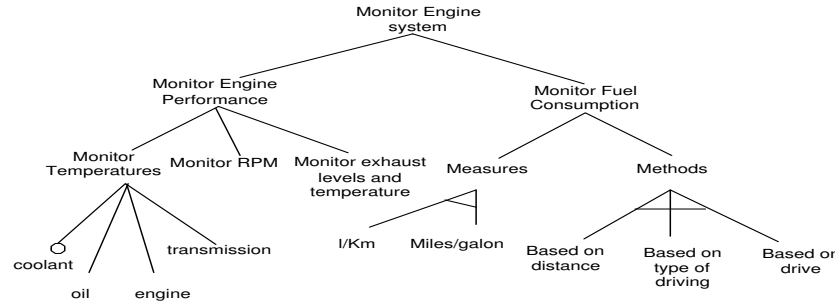 Monitor Engine
system
Monitor Engine
Performance
Monitor Fuel
Consumption
Monitor
Temperatures
Monitor RPM
Monitor exhaust
levels and
temperature
Measures
Methods
coolant
oil
engine
transmission
l/Km
Miles/galon
Based on
distance
Based on
type of
driving
Based on
drive